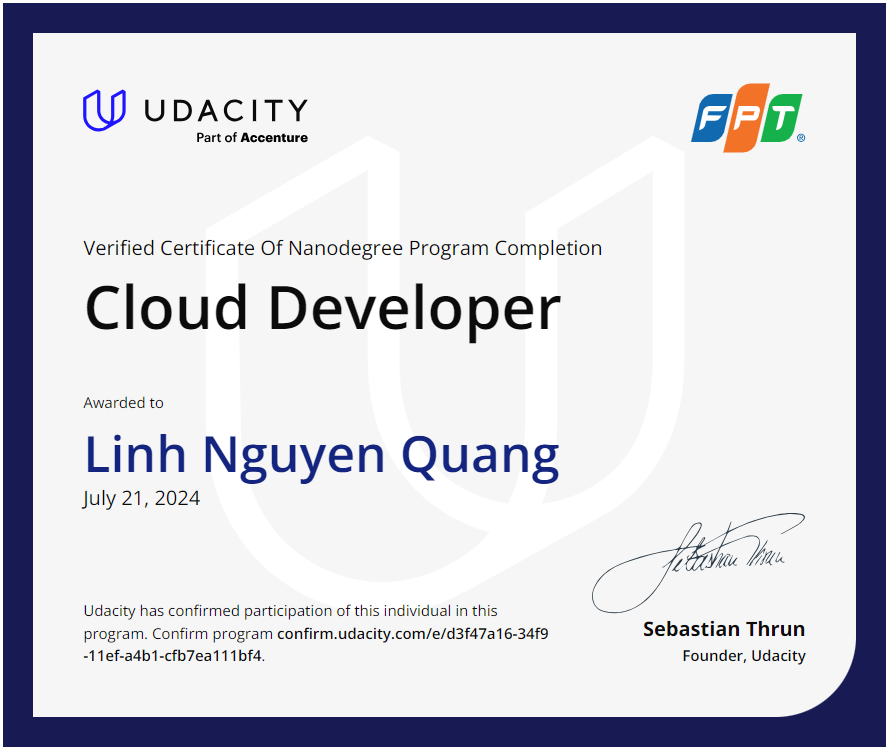 UDACITY
Part of Accenture
FPT®
Verified Certificate Of Nanodegree Program Completion
Cloud Developer
Awarded to
Linh Nguyen Quang
July 21, 2024
Udacity has confirmed participation of this individual in this
program. Confirm program confirm.udacity.com/e/d3f47a16-34f9
-11ef-a4b1-cfb7ea111bf4.
Sebastian Thrun
Sebastian Thrun
Founder, Udacity